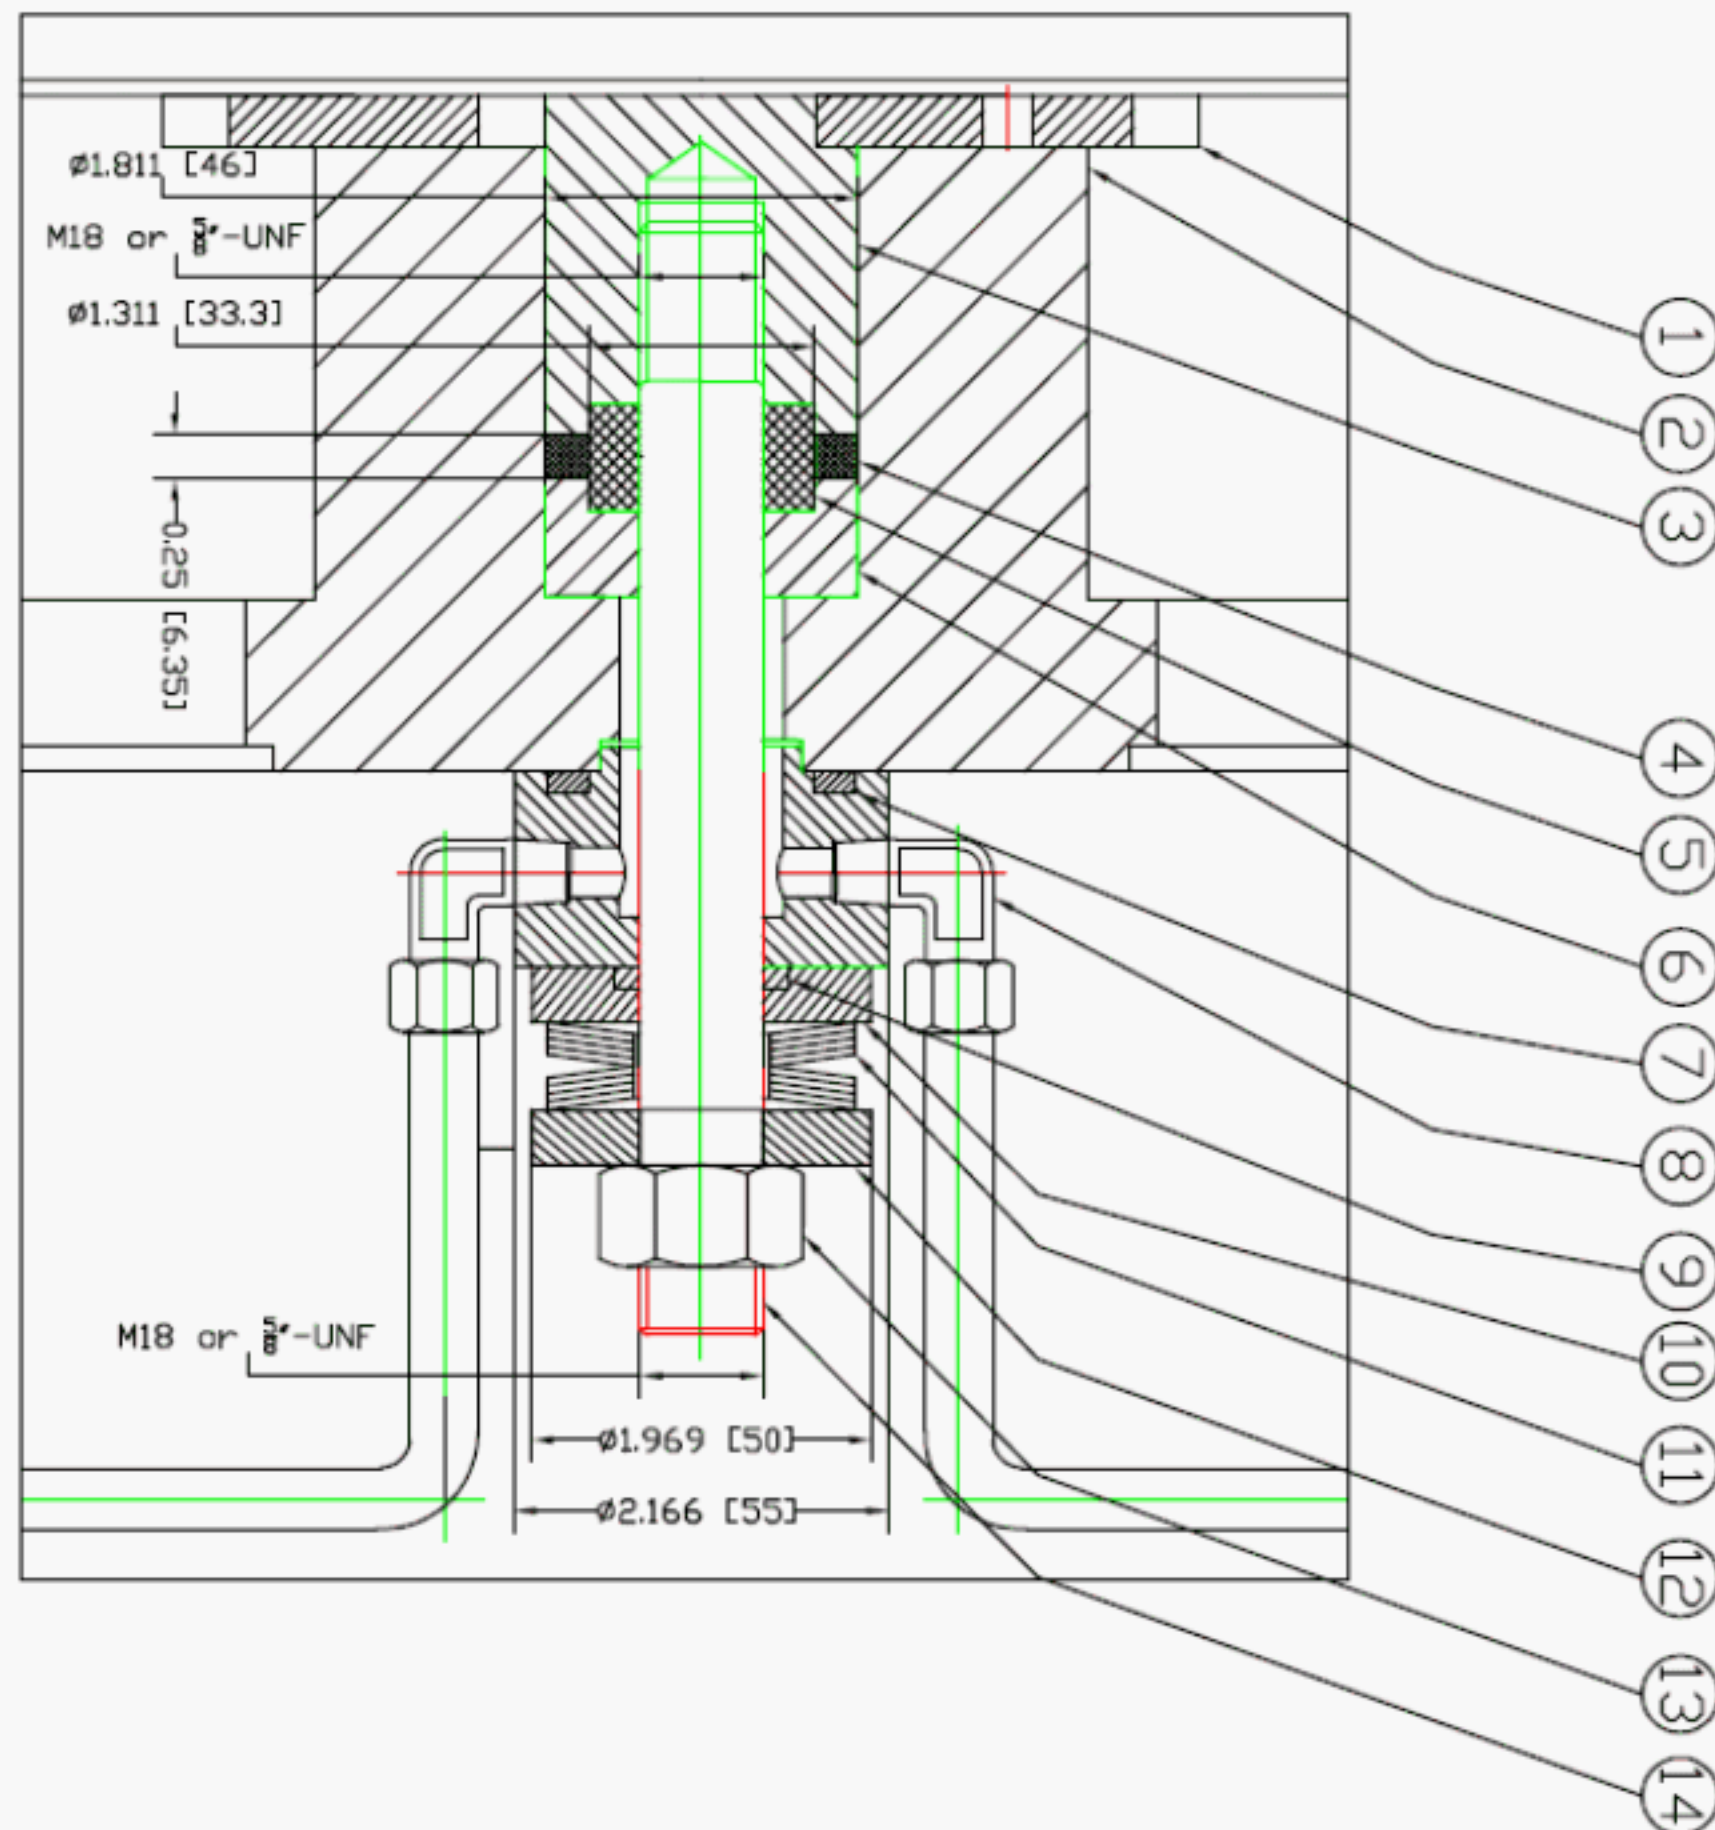 ø1.811 [46]
M18 or 5/8"-UNF
ø1.311 [33.3]
0.25 [6.35]
M18 or 5/8"-UNF
ø1.969 [50]
ø2.166 [55]
1
2
3
4
5
6
7
8
9
10
11
12
13
14